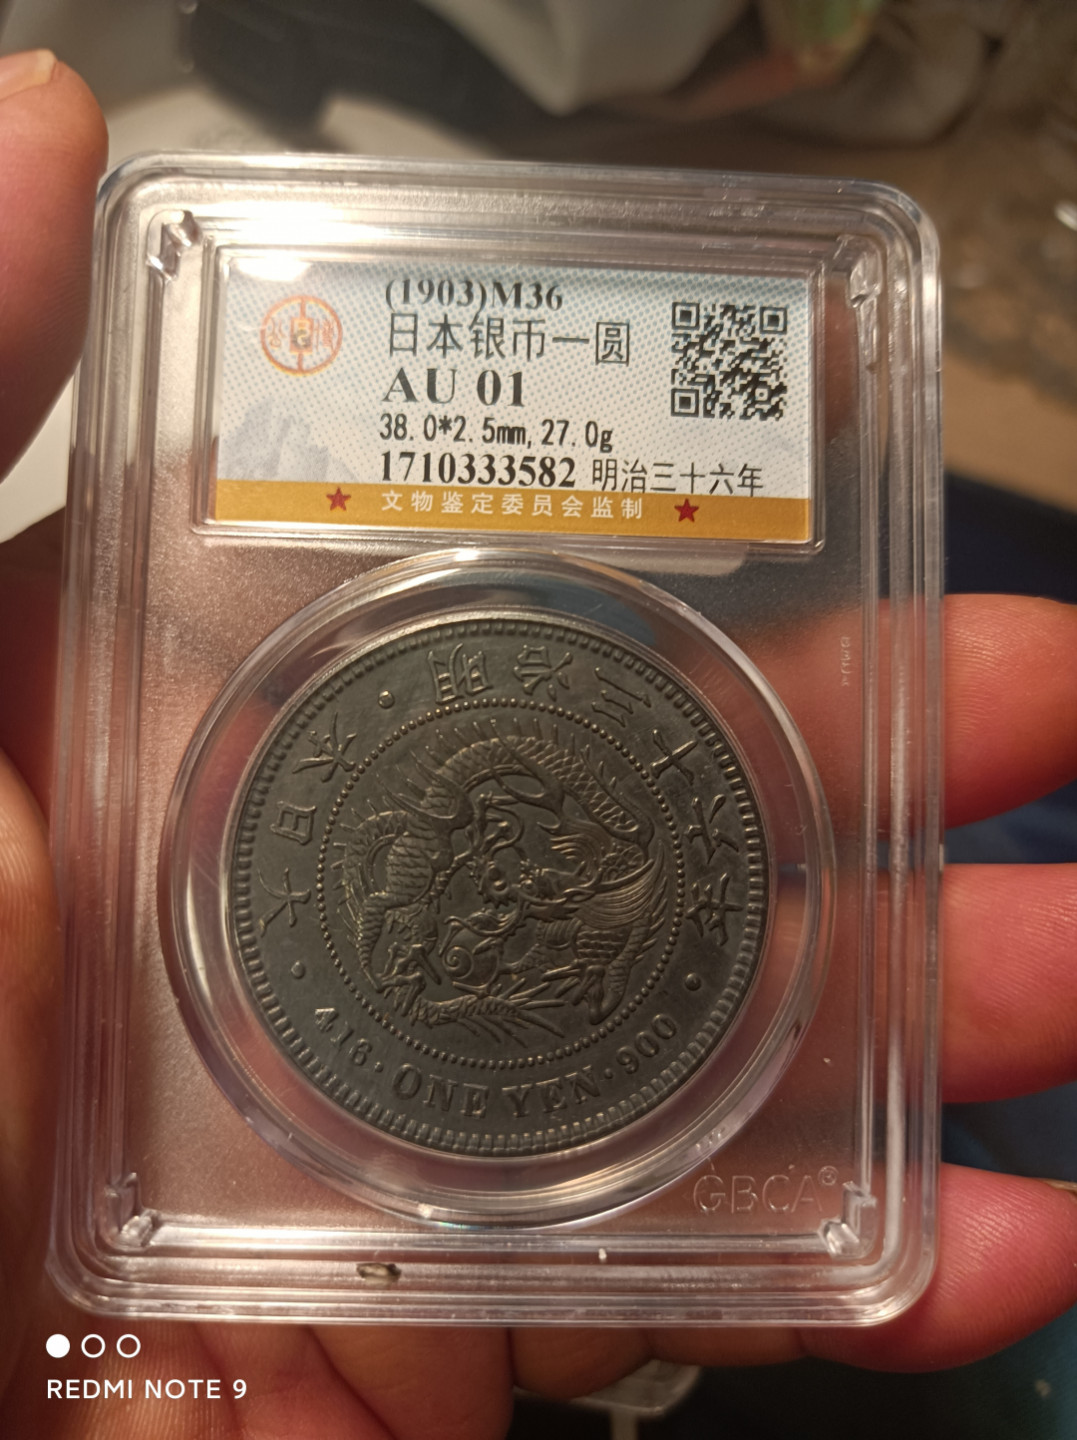 (1903)M36
日本银币一圆
AU 01
38.0*2.5mm,27.0g
1710333582 明治三十六年
★ 文物鉴定委员会监制 ★
大日本 · 明治三十六年 ·
416 · ONE YEN · 900
GBCA®
REDMI NOTE 9